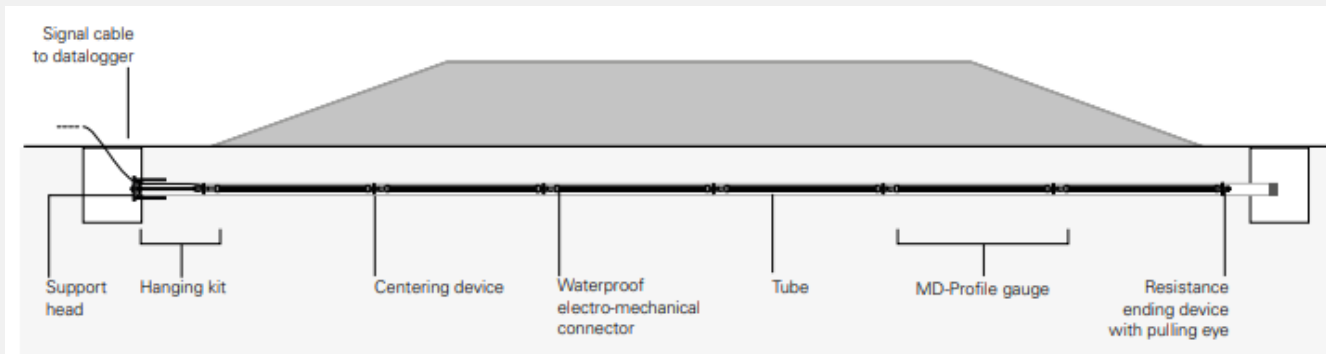 Signal cable
to datalogger
Support
head
Hanging kit
Centering device
Waterproof
electro-mechanical
connector
Tube
MD-Profile gauge
Resistance
ending device
with pulling eye